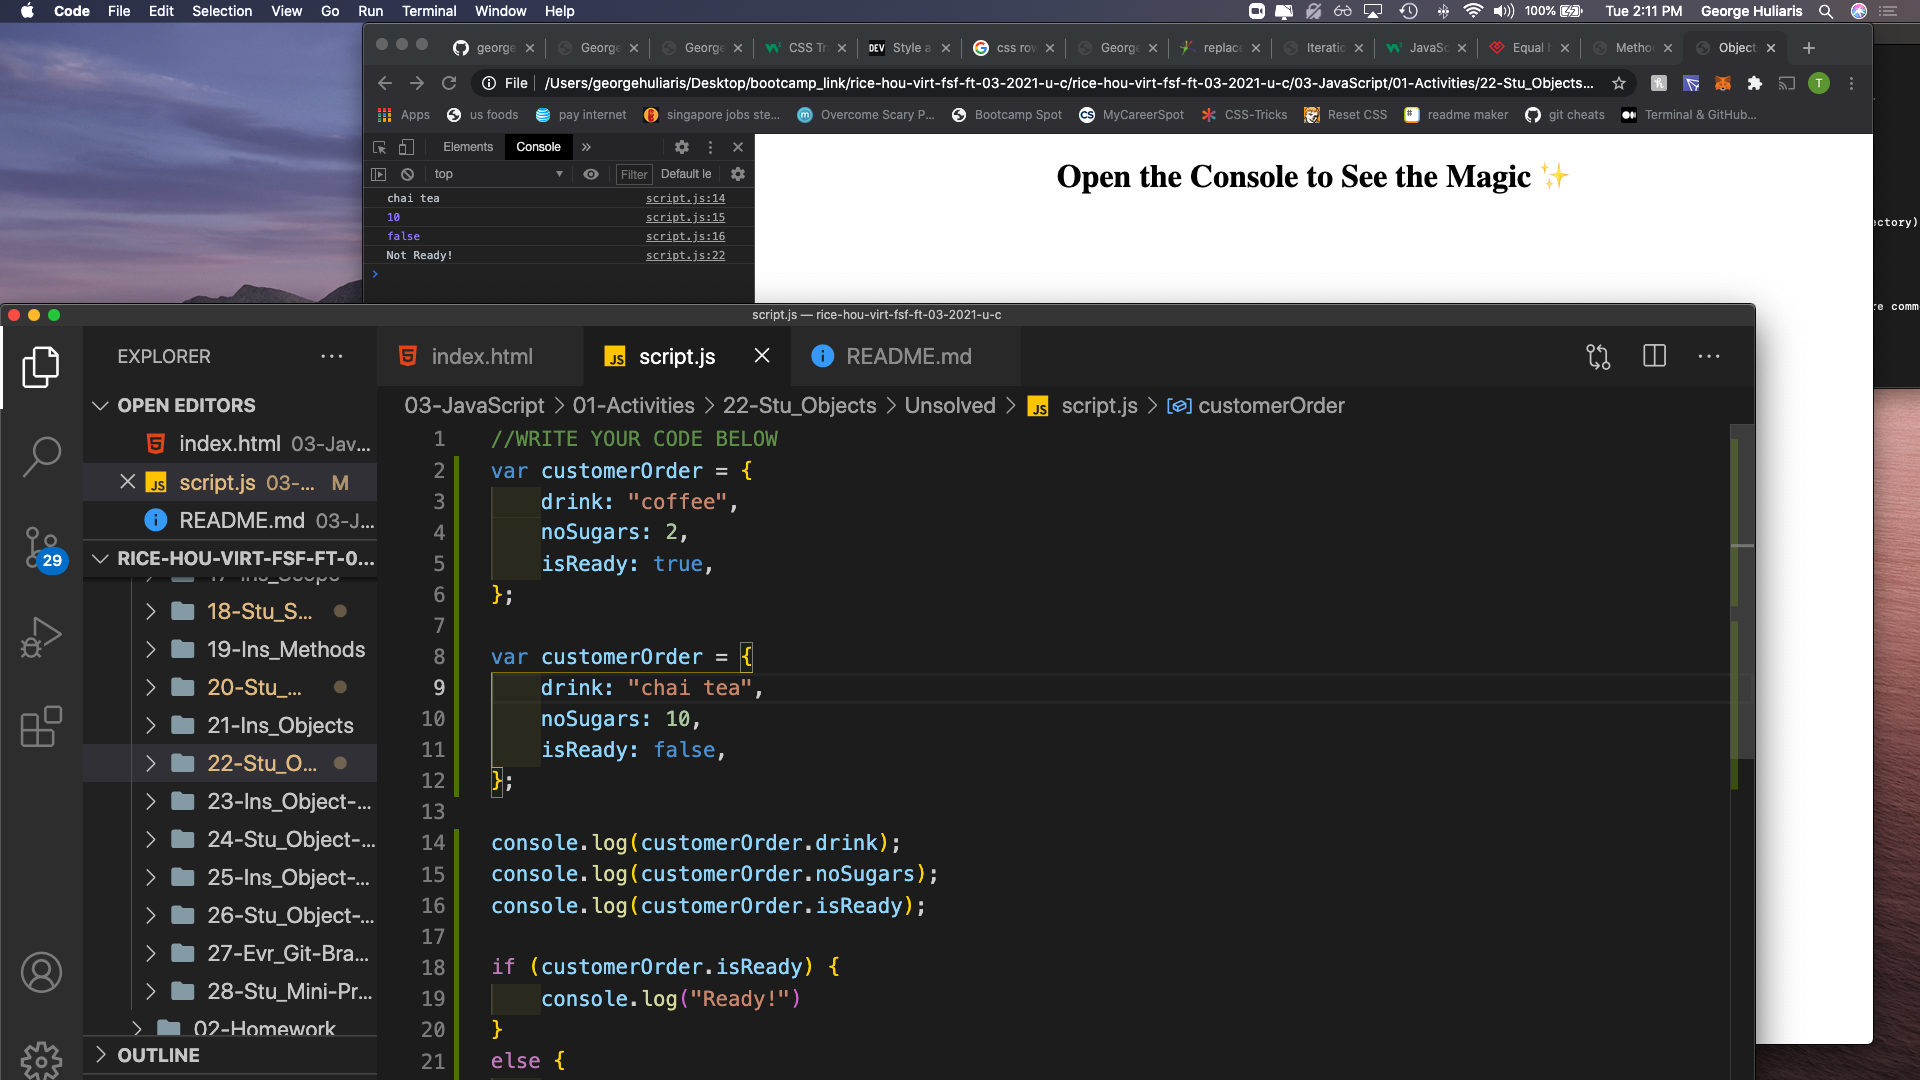 Code File Edit Selection View Go Run Terminal Window Help 100% Tue 2:11 PM George Huliaris
george George George CSS Tr Style a css rov George replace Iteratio JavaSc Equal Metho Object
File /Users/georgehuliaris/Desktop/bootcamp_link/rice-hou-virt-fsf-ft-03-2021-u-c/rice-hou-virt-fsf-ft-03-2021-u-c/03-JavaScript/01-Activities/22-Stu_Objects... T
Apps us foods pay internet singapore jobs ste... Overcome Scary P... Bootcamp Spot MyCareerSpot CSS-Tricks Reset CSS readme maker git cheats Terminal & GitHub...
Elements Console
top Filter Default le
chai tea script.js:14
10 script.js:15
false script.js:16
Not Ready! script.js:22
Open the Console to See the Magic ✨
ectory)
re comm
script.js — rice-hou-virt-fsf-ft-03-2021-u-c
EXPLORER
OPEN EDITORS
index.html 03-Jav...
script.js 03-... M
README.md 03-J...
29
RICE-HOU-VIRT-FSF-FT-0...
17-Ins_Scope
18-Stu_S...
19-Ins_Methods
20-Stu_...
21-Ins_Objects
22-Stu_O...
23-Ins_Object-...
24-Stu_Object-...
25-Ins_Object-...
26-Stu_Object-...
27-Evr_Git-Bra...
28-Stu_Mini-Pr...
02-Homework
OUTLINE
index.html script.js README.md
03-JavaScript > 01-Activities > 22-Stu_Objects > Unsolved > script.js > customerOrder
1 //WRITE YOUR CODE BELOW
2 var customerOrder = {
3 drink: "coffee",
4 noSugars: 2,
5 isReady: true,
6 };
7
8 var customerOrder = {
9 drink: "chai tea",
10 noSugars: 10,
11 isReady: false,
12 };
13
14 console.log(customerOrder.drink);
15 console.log(customerOrder.noSugars);
16 console.log(customerOrder.isReady);
17
18 if (customerOrder.isReady) {
19 console.log("Ready!")
20 }
21 else {